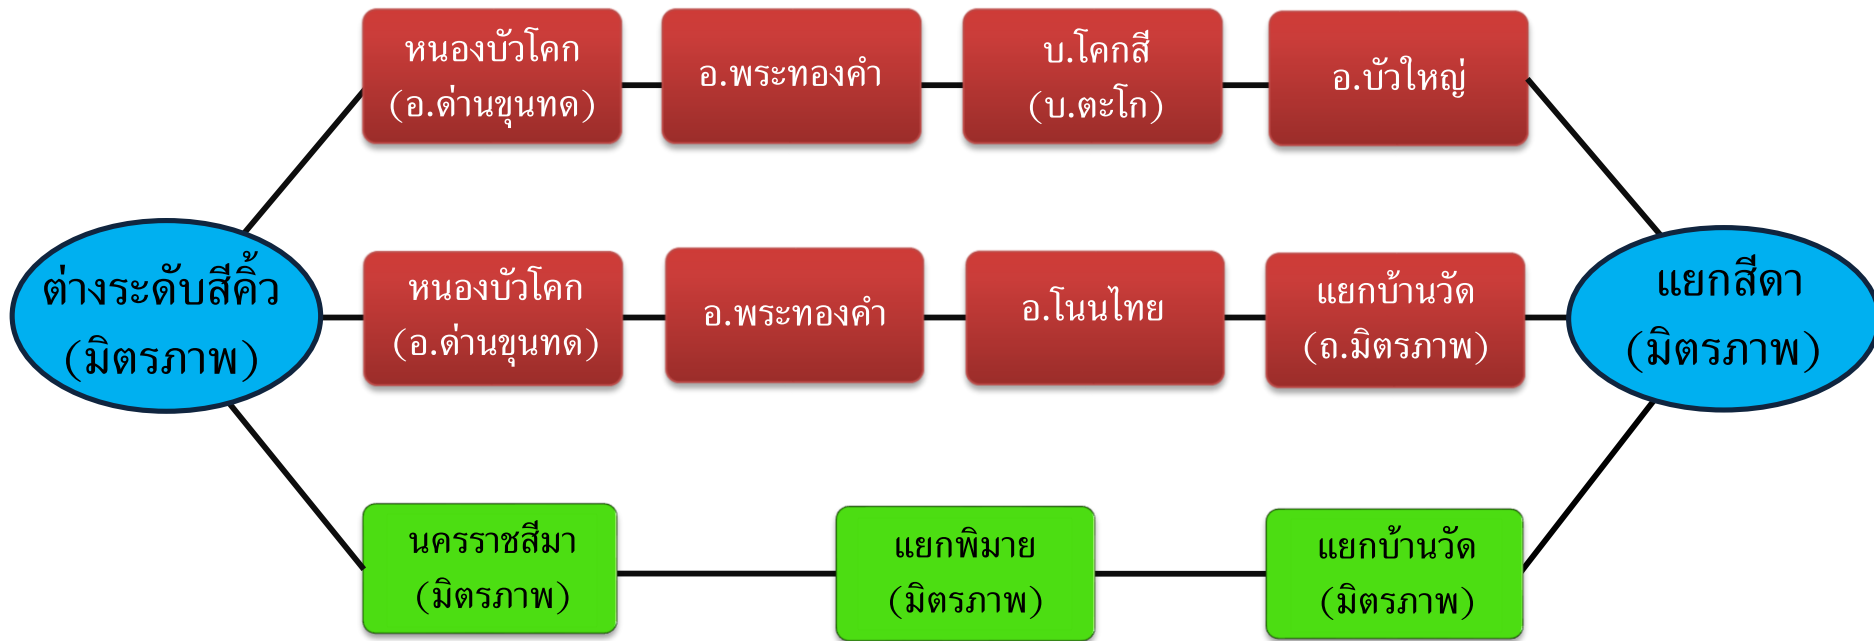 หนองบัวโคก
(อ.ด่านขุนทด)
อ.พระทองคำ
บ.โคกสี
(บ.ตะโก)
อ.บัวใหญ่
ต่างระดับสีคิ้ว
(มิตรภาพ)
หนองบัวโคก
(อ.ด่านขุนทด)
อ.พระทองคำ
อ.โนนไทย
แยกบ้านวัด
(ถ.มิตรภาพ)
แยกสีดา
(มิตรภาพ)
นครราชสีมา
(มิตรภาพ)
แยกพิมาย
(มิตรภาพ)
แยกบ้านวัด
(มิตรภาพ)